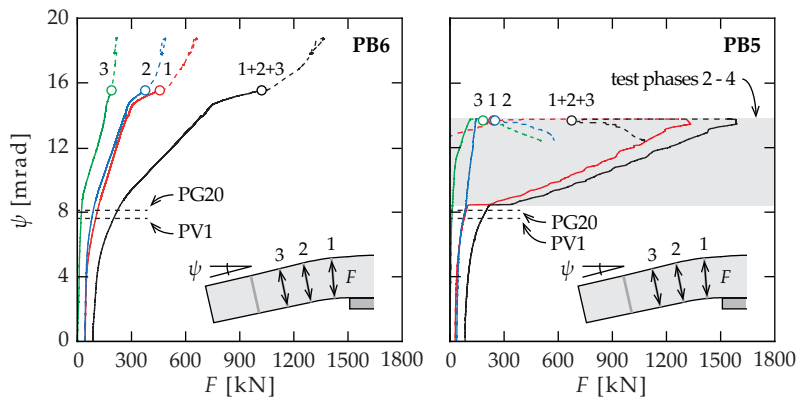 20
16
12
8
4
0
ψ [mrad]
PB6
3
2
1
1+2+3
PG20
PV1
ψ
3
2
1
F
0
300
600
900
1200
1500
1800
F [kN]
PB5
test phases 2 - 4
3
1
2
1+2+3
PG20
PV1
ψ
3
2
1
F
0
300
600
900
1200
1500
1800
F [kN]